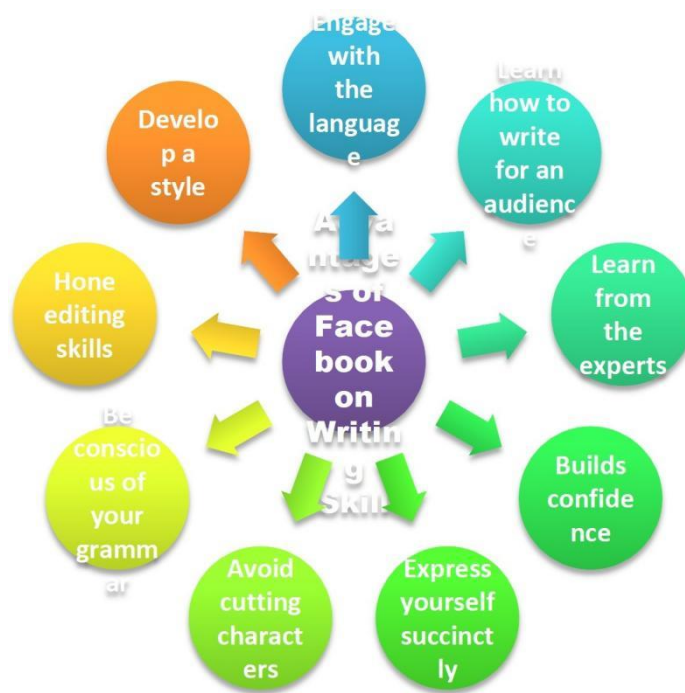 Engage
with
the
languag
e
Learn
how to
write
for an
audienc
e
Learn
from
the
experts
Builds
confide
nce
Express
yourself
succinct
ly
Avoid
cutting
charact
ers
Be
conscio
us of
your
gramm
ar
Hone
editing
skills
Develo
p a
style
Adva
ntage
s of
Face
book
on
Writin
g
Skill